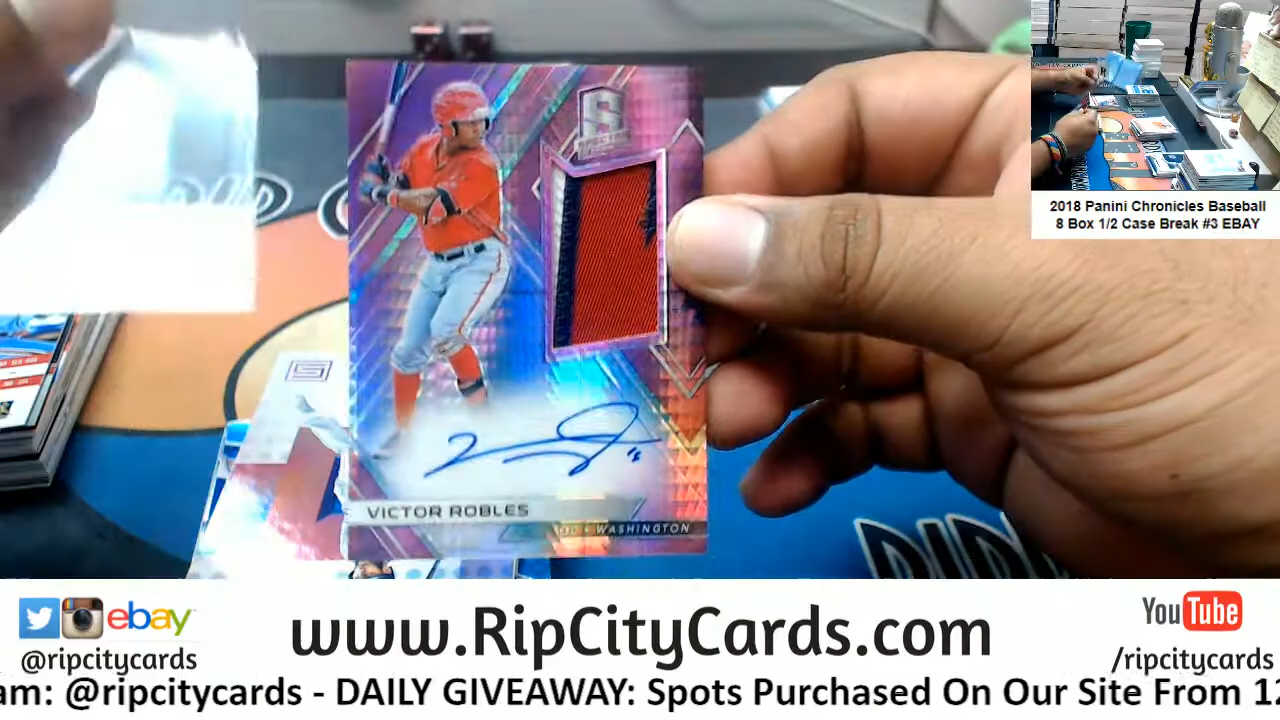 2018 Panini Chronicles Baseball
8 Box 1/2 Case Break #3 EBAY
VICTOR ROBLES
WASHINGTON
ebay
@ripcitycards
www.RipCityCards.com
YouTube
/ripcitycards
am: @ripcitycards - DAILY GIVEAWAY: Spots Purchased On Our Site From 12